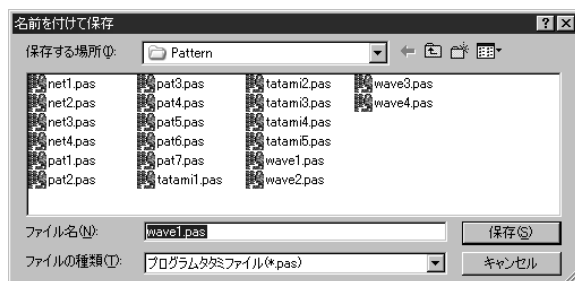 名前を付けて保存
保存する場所(I): Pattern
net1.pas pat3.pas tatami2.pas wave3.pas
net2.pas pat4.pas tatami3.pas wave4.pas
net3.pas pat5.pas tatami4.pas
net4.pas pat6.pas tatami5.pas
pat1.pas pat7.pas wave1.pas
pat2.pas tatami1.pas wave2.pas
ファイル名(N): wave1.pas 保存(S)
ファイルの種類(T): プログラムタタミファイル(*.pas) キャンセル